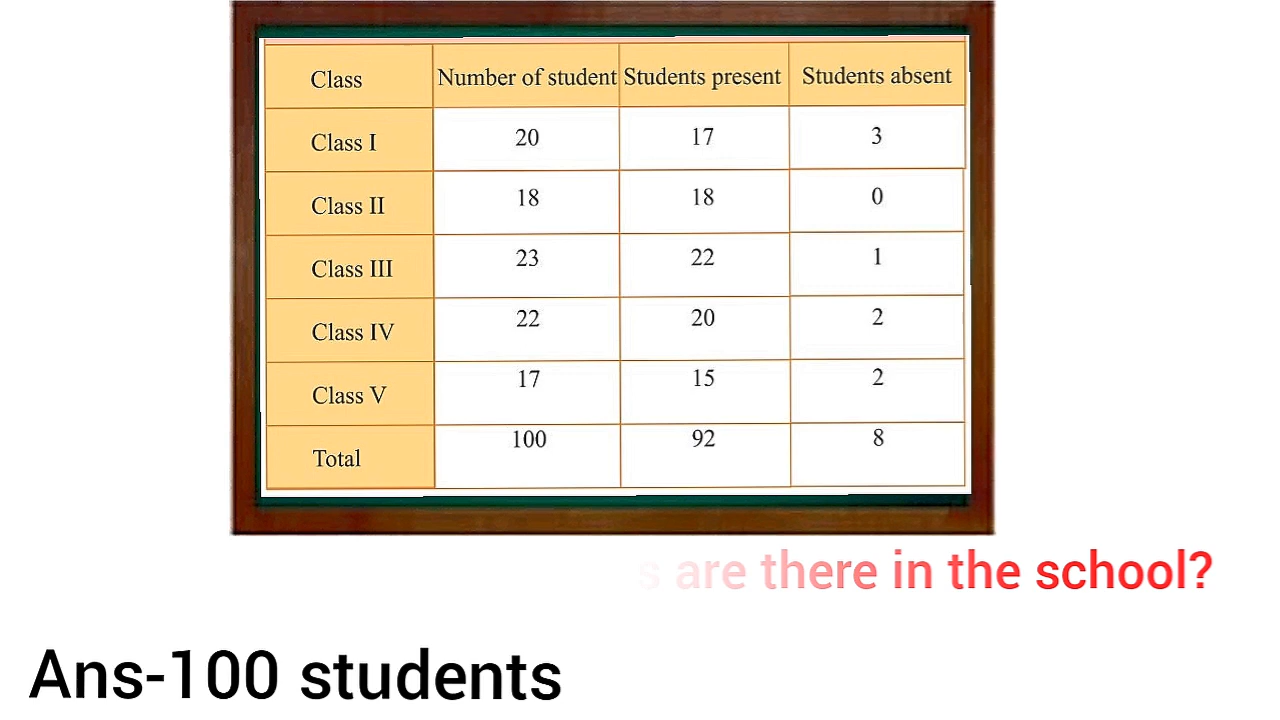 Class Number of student Students present Students absent
Class I 20 17 3
Class II 18 18 0
Class III 23 22 1
Class IV 22 20 2
Class V 17 15 2
Total 100 92 8
are there in the school?
Ans-100 students